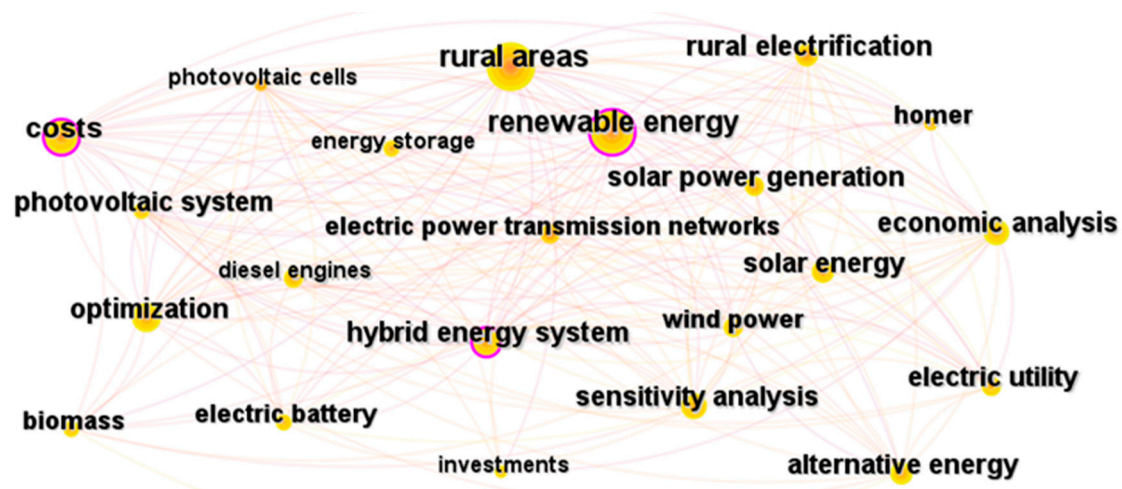 rural areas
rural electrification
photovoltaic cells
costs
renewable energy
homer
energy storage
solar power generation
photovoltaic system
electric power transmission networks
economic analysis
diesel engines
solar energy
optimization
hybrid energy system
wind power
electric utility
sensitivity analysis
biomass
electric battery
investments
alternative energy